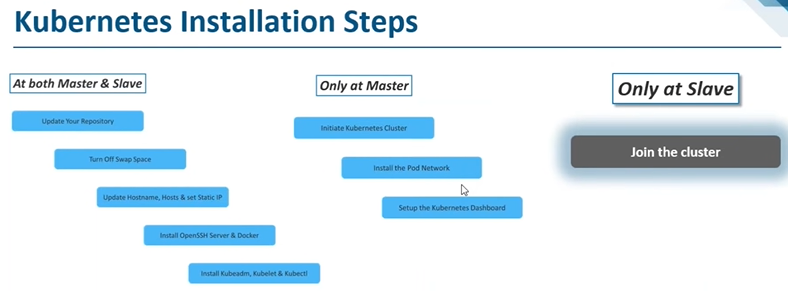 Kubernetes Installation Steps
At both Master & Slave
Update Your Repository
Turn Off Swap Space
Update Hostname, Hosts & set Static IP
Install OpenSSH Server & Docker
Install Kubeadm, Kubelet & Kubectl
Only at Master
Initiate Kubernetes Cluster
Install the Pod Network
Setup the Kubernetes Dashboard
Only at Slave
Join the cluster